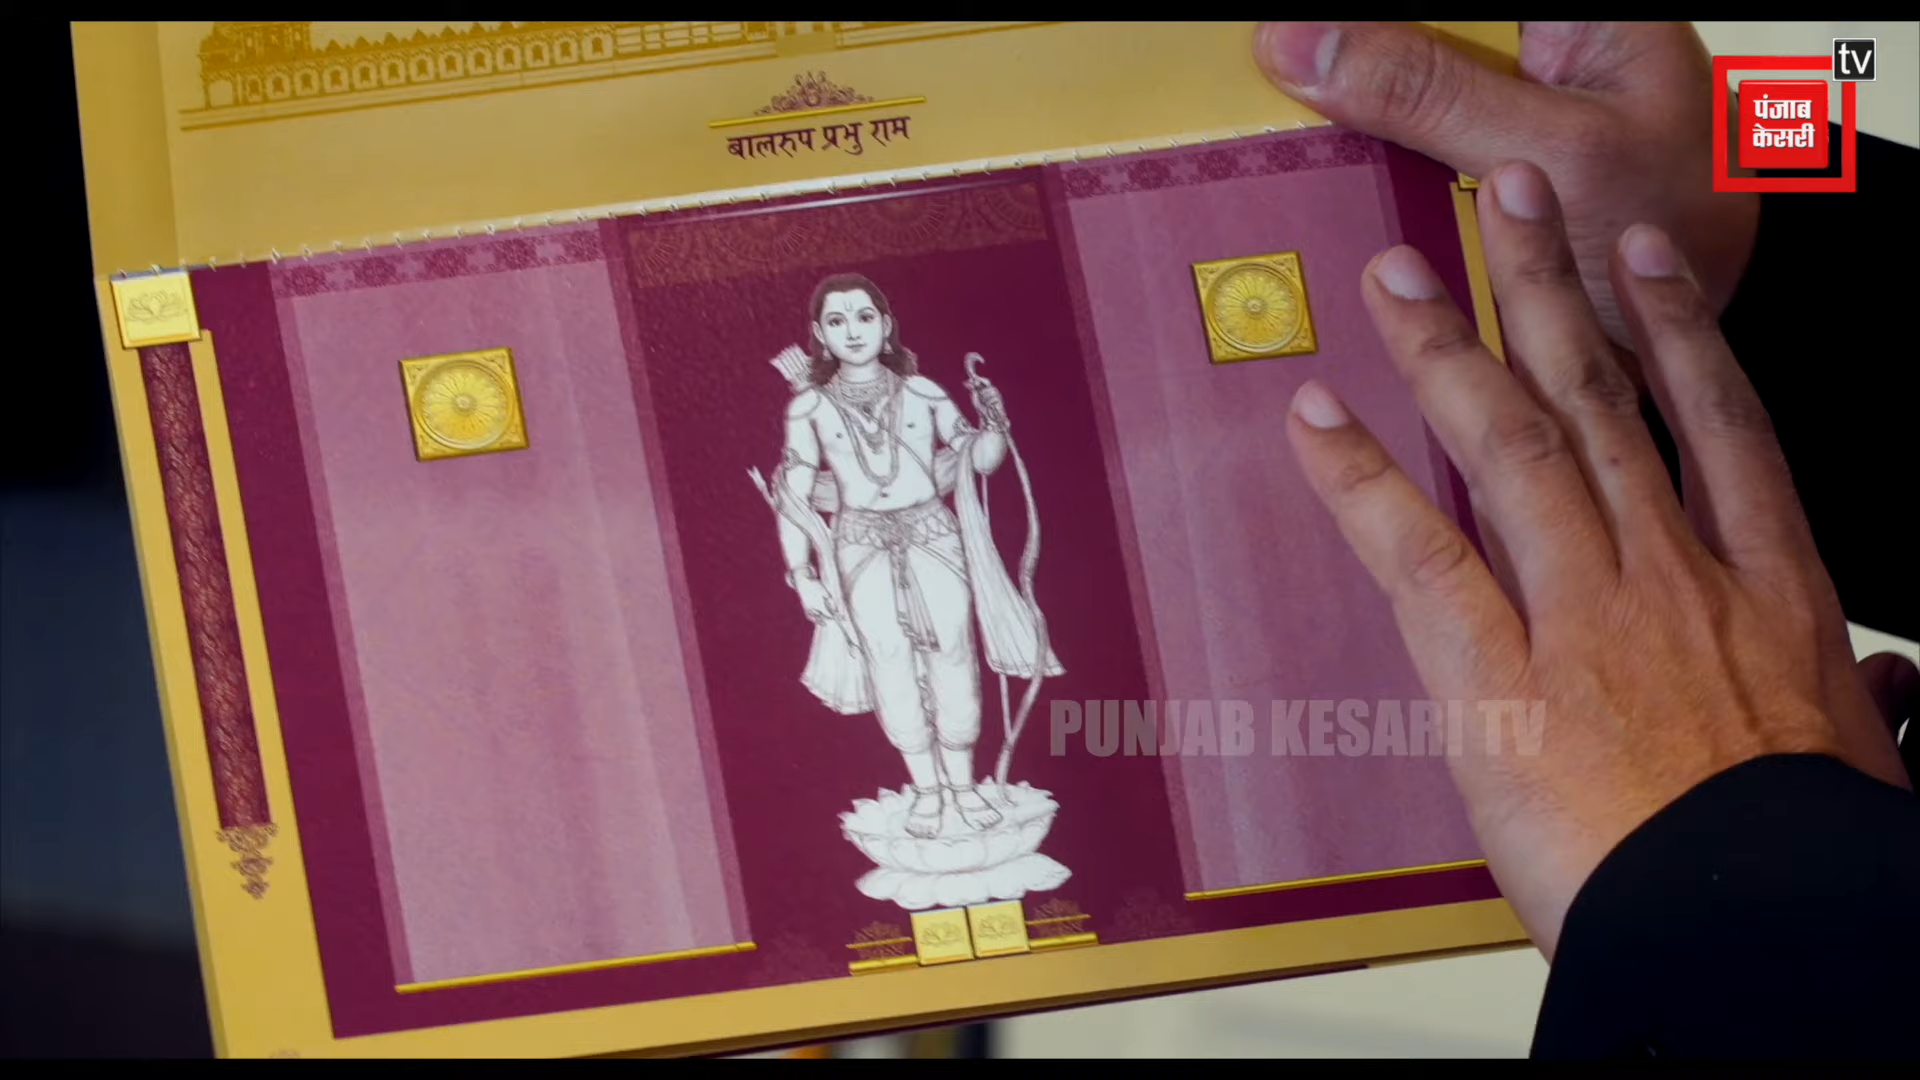 tv
पंजाब
केसरी
बालरुप प्रभु राम
PUNJAB KESARI TV